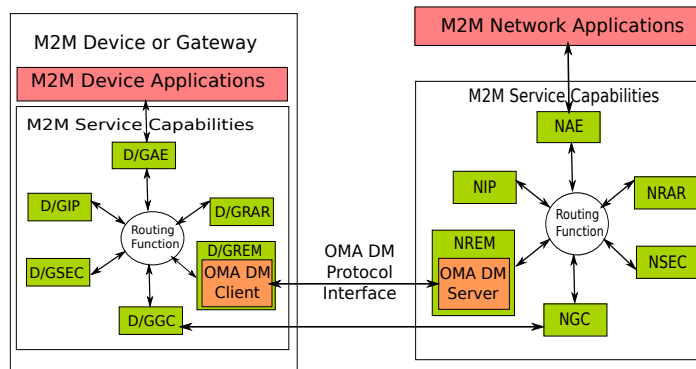 M2M Device or Gateway
M2M Device Applications
M2M Service Capabilities
D/GAE
D/GIP
D/GRAR
Routing
Function
D/GSEC
D/GREM
OMA DM
Client
D/GGC
OMA DM
Protocol
Interface
M2M Network Applications
M2M Service Capabilities
NAE
NIP
NRAR
Routing
Function
NREM
OMA DM
Server
NSEC
NGC